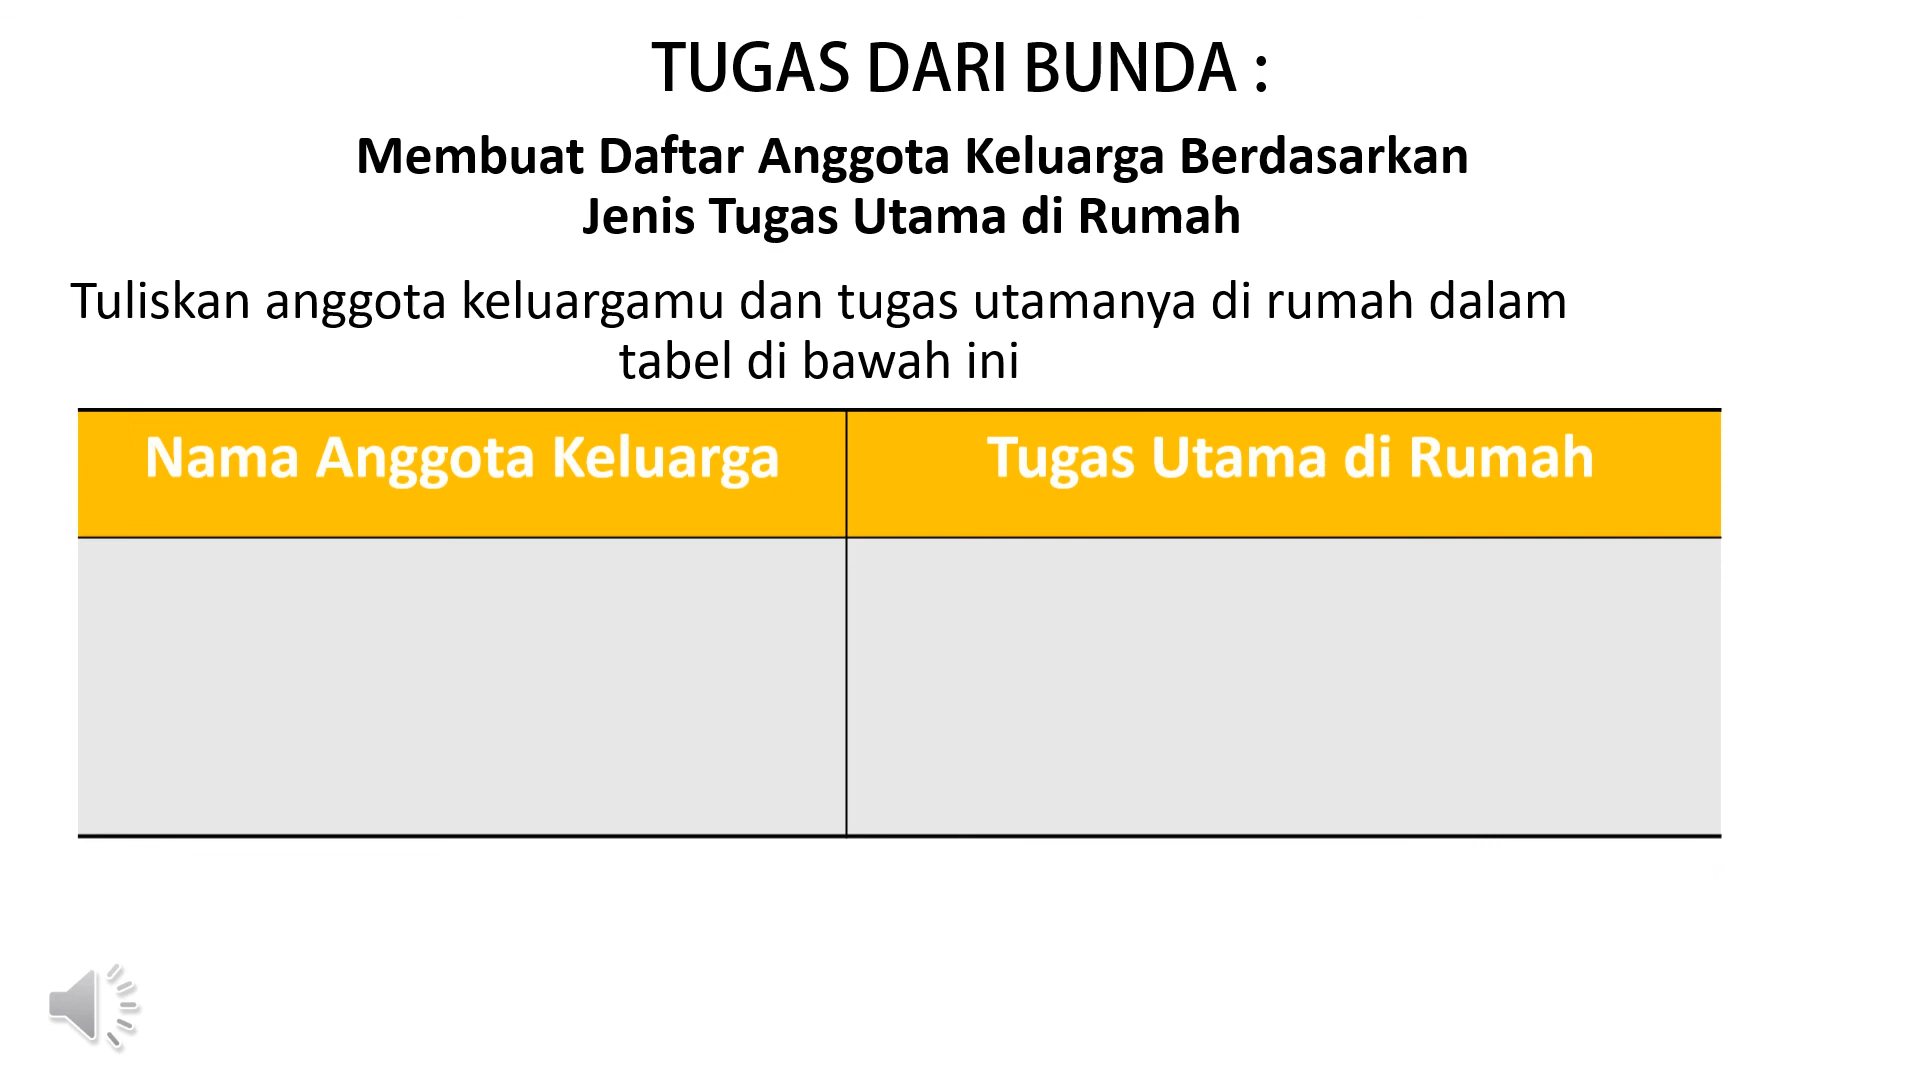 TUGAS DARI BUNDA :
Membuat Daftar Anggota Keluarga Berdasarkan
Jenis Tugas Utama di Rumah
Tuliskan anggota keluargamu dan tugas utamanya di rumah dalam
tabel di bawah ini
Nama Anggota Keluarga
Tugas Utama di Rumah